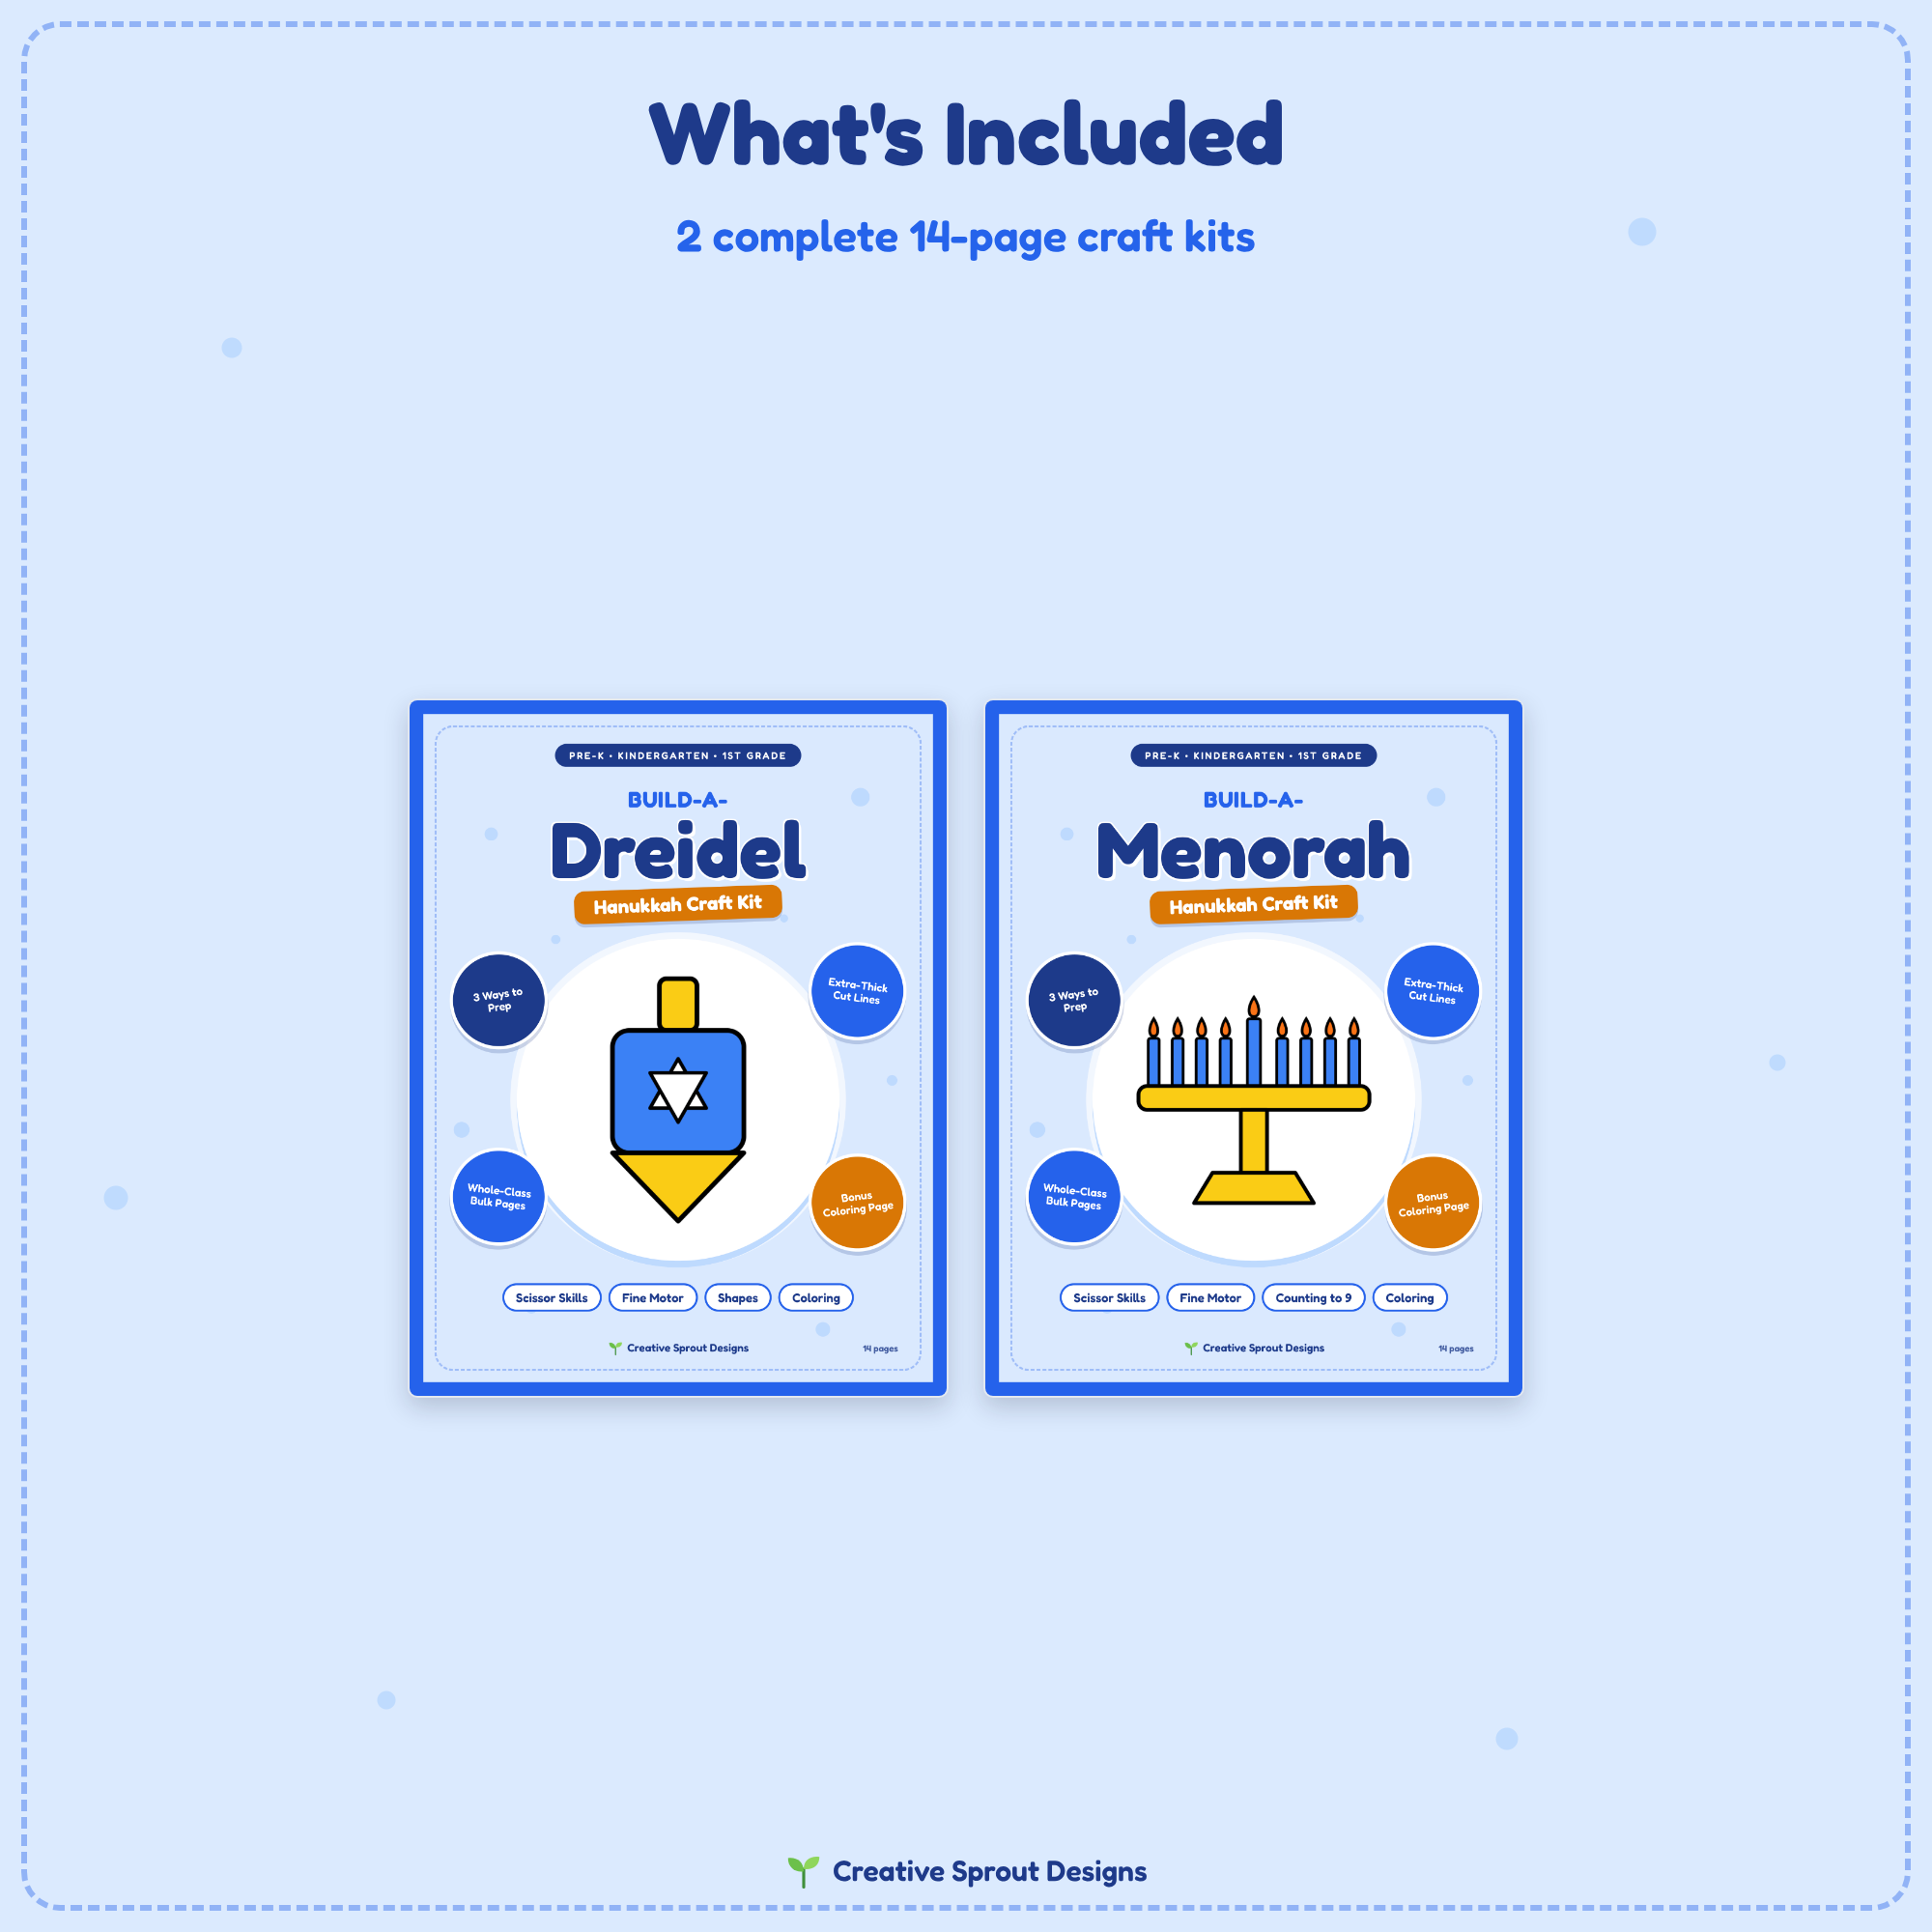 What's Included
2 complete 14-page craft kits
PRE-K • KINDERGARTEN • 1ST GRADE
BUILD-A-
Dreidel
Hanukkah Craft Kit
3 Ways to
Prep
Extra-Thick
Cut Lines
Whole-Class
Bulk Pages
Bonus
Coloring Page
Scissor Skills
Fine Motor
Shapes
Coloring
Creative Sprout Designs
14 pages
PRE-K • KINDERGARTEN • 1ST GRADE
BUILD-A-
Menorah
Hanukkah Craft Kit
3 Ways to
Prep
Extra-Thick
Cut Lines
Whole-Class
Bulk Pages
Bonus
Coloring Page
Scissor Skills
Fine Motor
Counting to 9
Coloring
Creative Sprout Designs
14 pages
Creative Sprout Designs